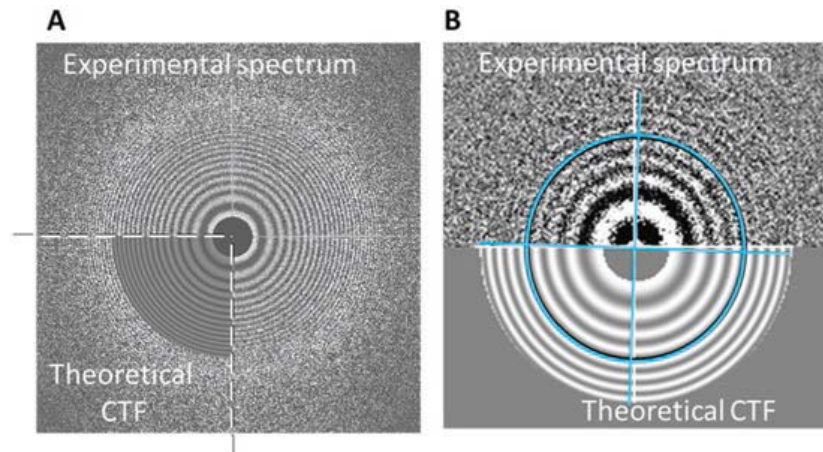 A
B
Experimental spectrum
Experimental spectrum
Theoretical
CTF
Theoretical CTF